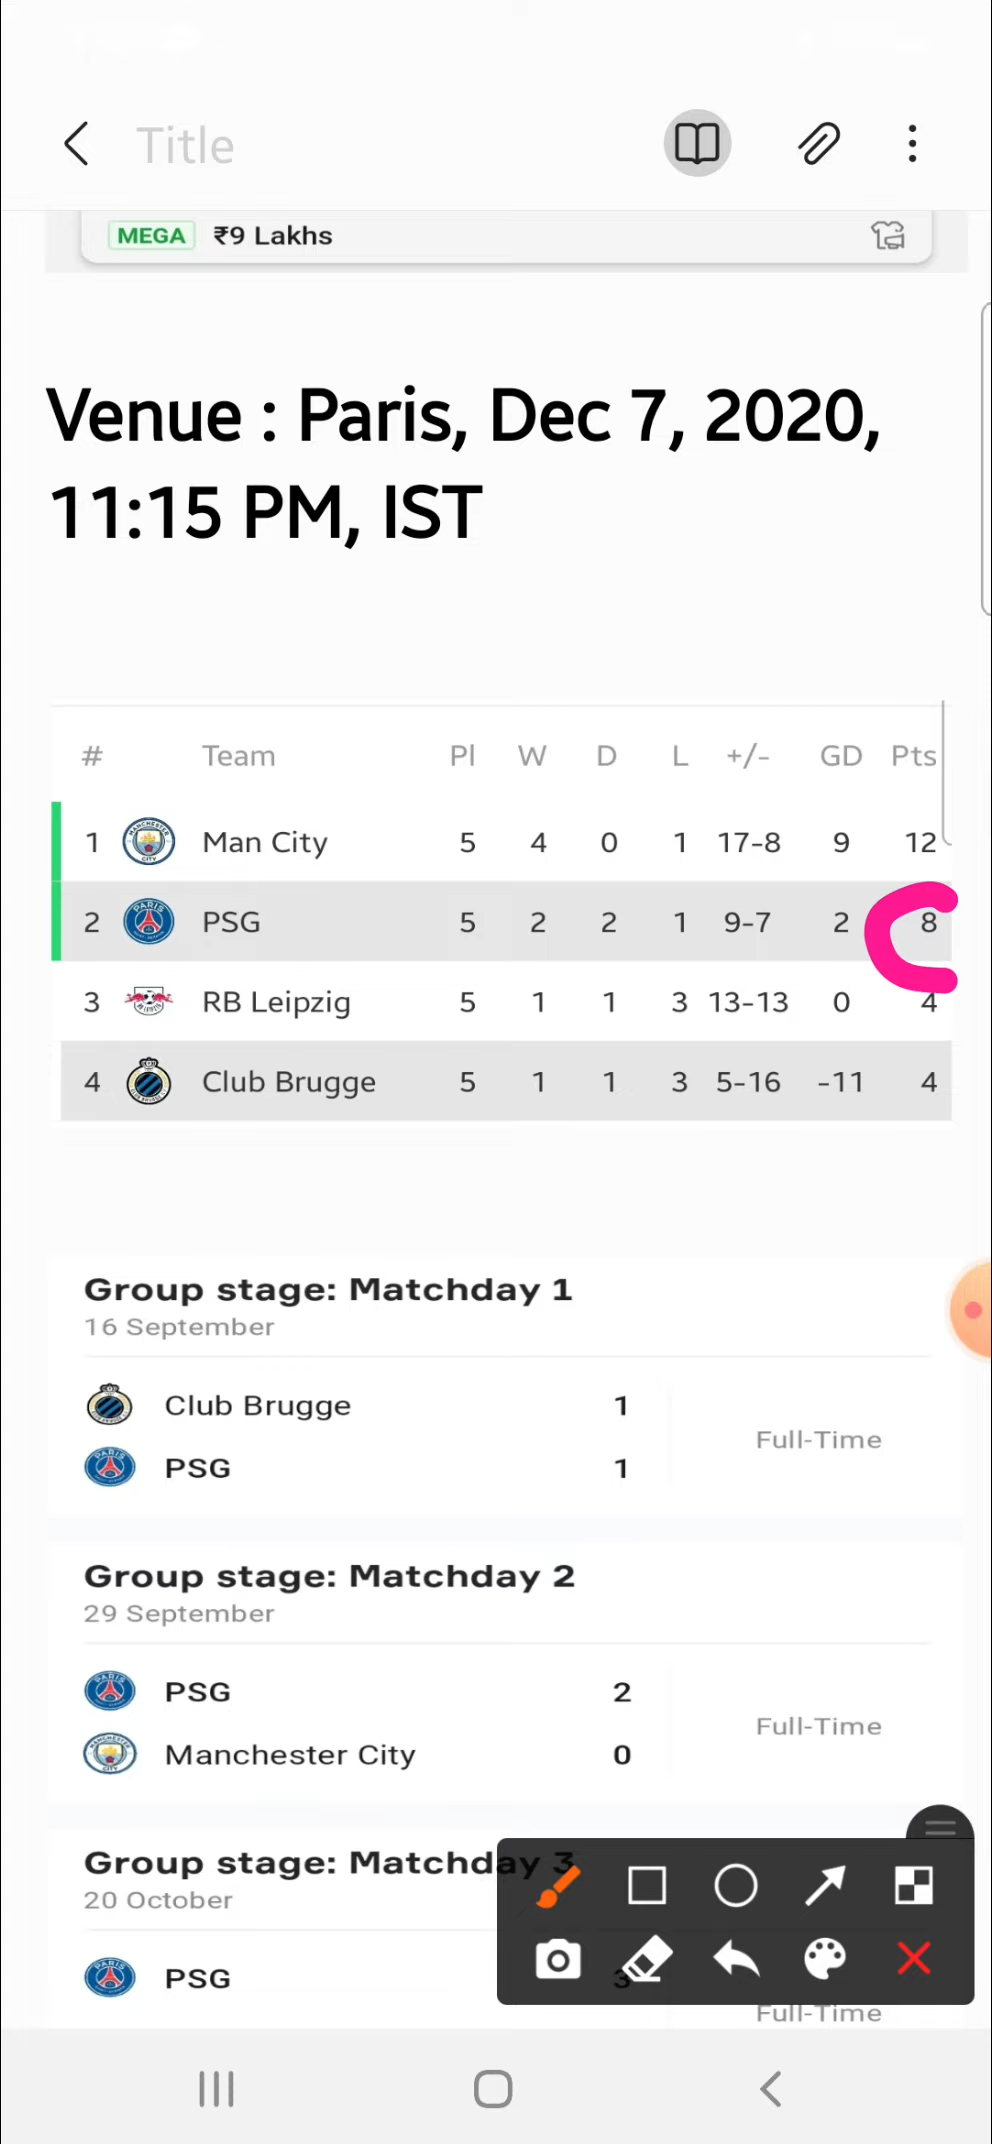 Title
MEGA ₹9 Lakhs
Venue : Paris, Dec 7, 2020,
11:15 PM, IST
# Team Pl W D L +/- GD Pts
1 Man City 5 4 0 1 17-8 9 12
2 PSG 5 2 2 1 9-7 2 8
3 RB Leipzig 5 1 1 3 13-13 0 4
4 Club Brugge 5 1 1 3 5-16 -11 4
Group stage: Matchday 1
16 September
Club Brugge 1
Full-Time
PSG 1
Group stage: Matchday 2
29 September
PSG 2
Full-Time
Manchester City 0
Group stage: Matchday 3
20 October
PSG 3
Full-Time